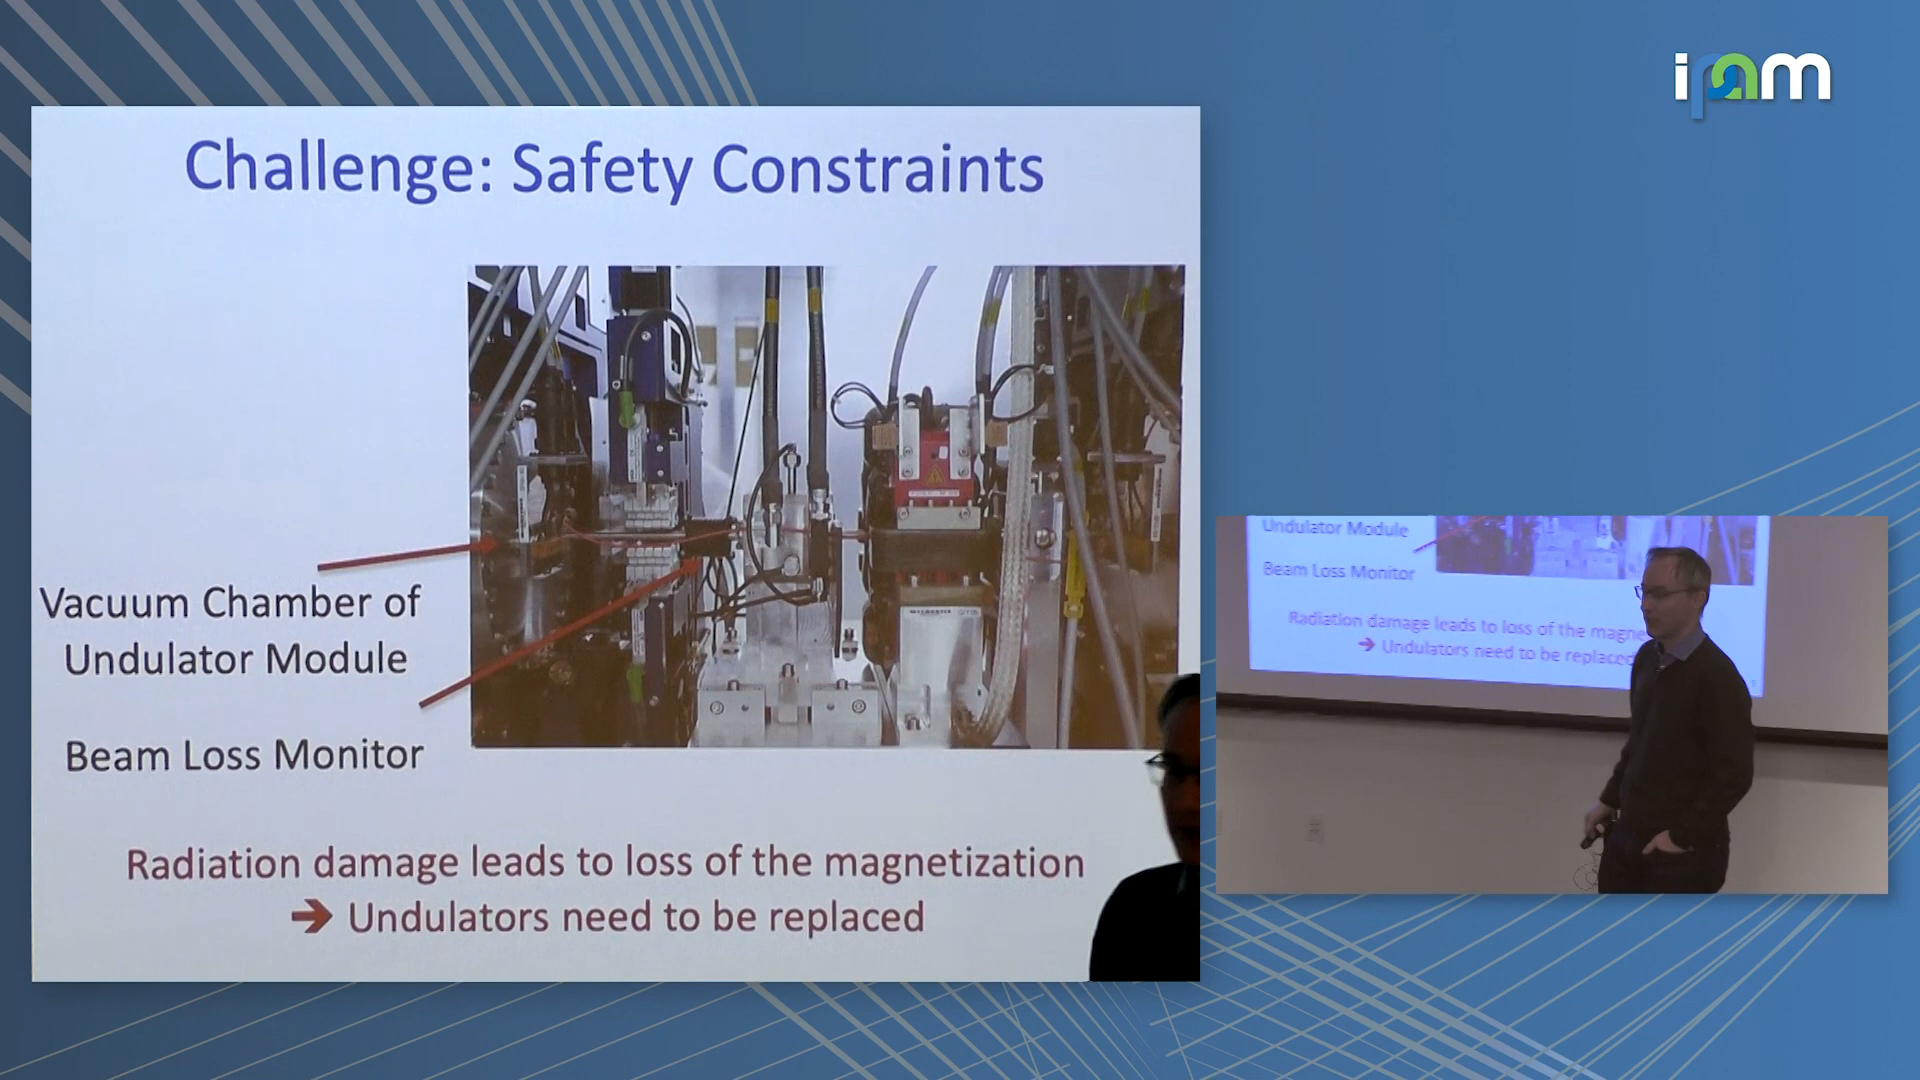 ipam
Challenge: Safety Constraints
Vacuum Chamber of
Undulator Module
Beam Loss Monitor
Radiation damage leads to loss of the magnetization
➔ Undulators need to be replaced
Undulator Module
Beam Loss Monitor
Radiation damage leads to loss of the magne
➔ Undulators need to be replaced